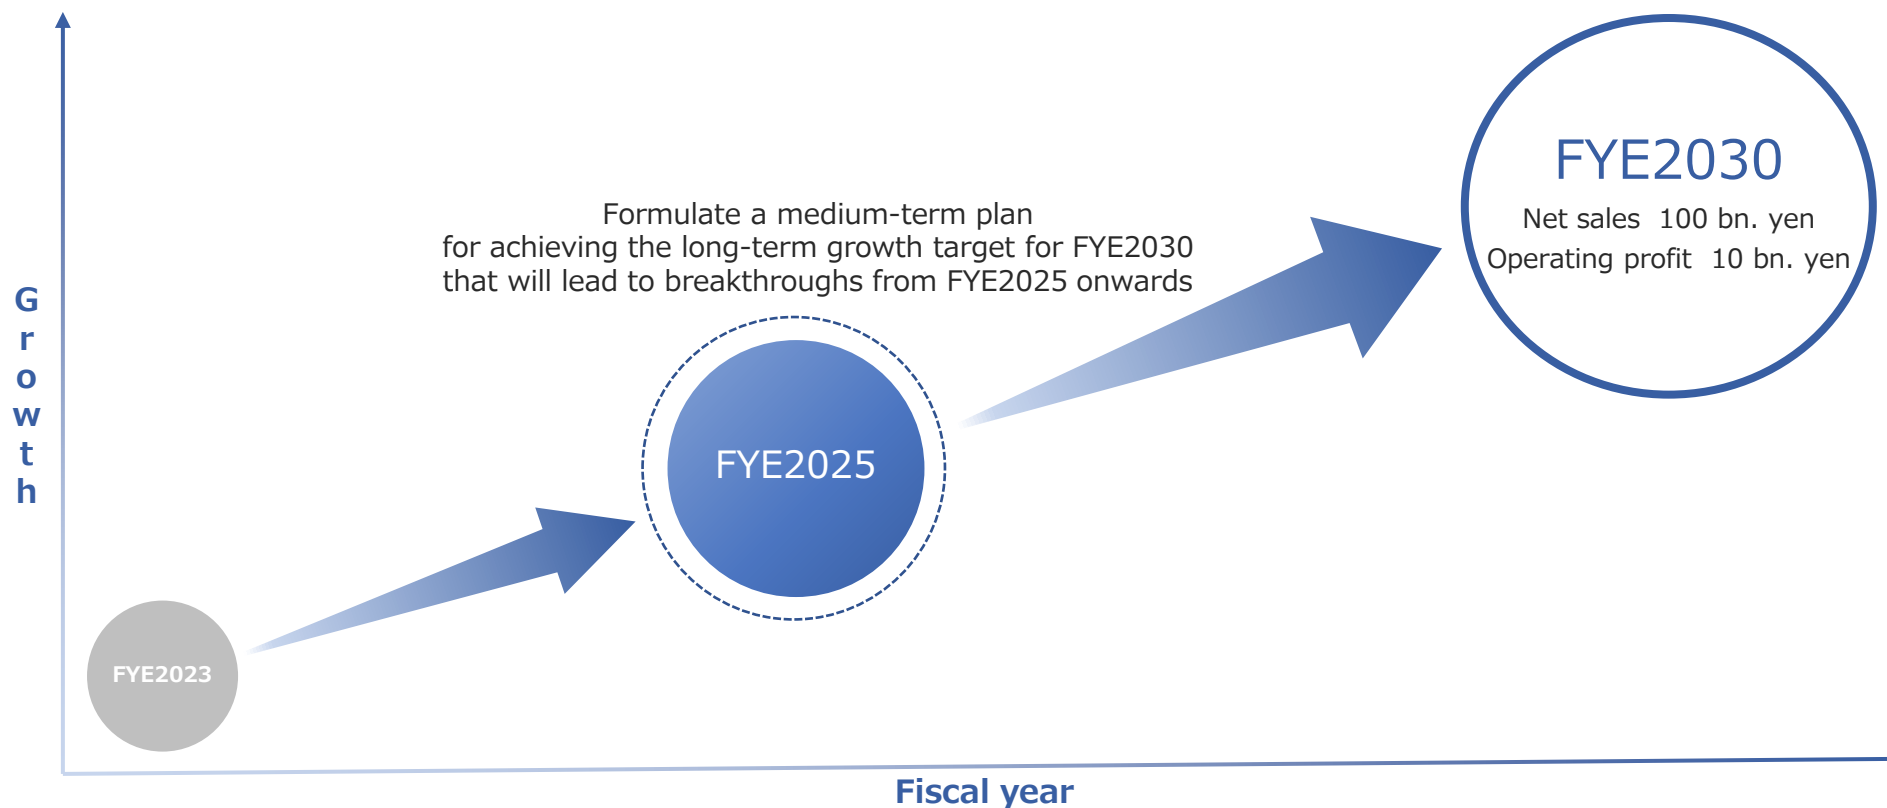 FYE2030
Net sales 100 bn. yen
Operating profit 10 bn. yen
Formulate a medium-term plan
for achieving the long-term growth target for FYE2030
that will lead to breakthroughs from FYE2025 onwards
Growth
FYE2025
FYE2023
Fiscal year